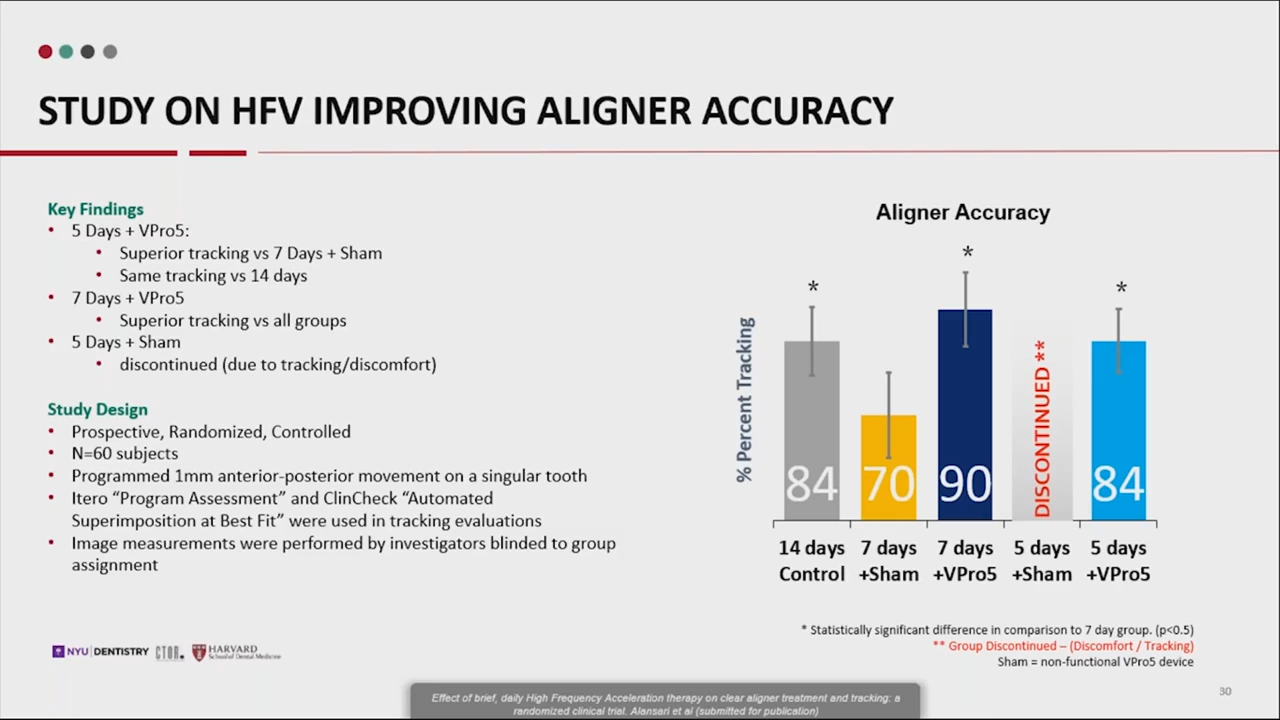 STUDY ON HFV IMPROVING ALIGNER ACCURACY
Key Findings
• 5 Days + VPro5:
• Superior tracking vs 7 Days + Sham
• Same tracking vs 14 days
• 7 Days + VPro5
• Superior tracking vs all groups
• 5 Days + Sham
• discontinued (due to tracking/discomfort)
Study Design
• Prospective, Randomized, Controlled
• N=60 subjects
• Programmed 1mm anterior-posterior movement on a singular tooth
• Itero “Program Assessment” and ClinCheck “Automated
Superimposition at Best Fit” were used in tracking evaluations
• Image measurements were performed by investigators blinded to group
assignment
Aligner Accuracy
% Percent Tracking
* * *
84 70 90 DISCONTINUED ** 84
14 days 7 days 7 days 5 days 5 days
Control +Sham +VPro5 +Sham +VPro5
* Statistically significant difference in comparison to 7 day group. (p<0.5)
** Group Discontinued – (Discomfort / Tracking)
Sham = non-functional VPro5 device
NYU DENTISTRY CTOR HARVARD
School of Dental Medicine
30
Effect of brief, daily High Frequency Acceleration therapy on clear aligner treatment and tracking: a
randomized clinical trial. Alansari et al (submitted for publication)